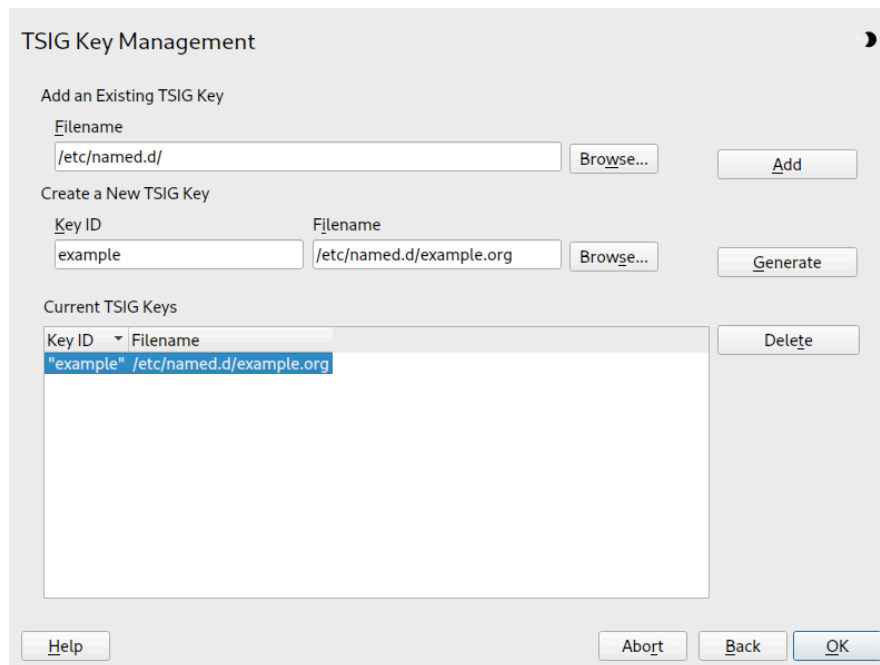 TSIG Key Management
Add an Existing TSIG Key
Filename
/etc/named.d/ Browse... Add
Create a New TSIG Key
Key ID Filename
example /etc/named.d/example.org Browse... Generate
Current TSIG Keys
Key ID Filename Delete
"example" /etc/named.d/example.org
Help Abort Back OK